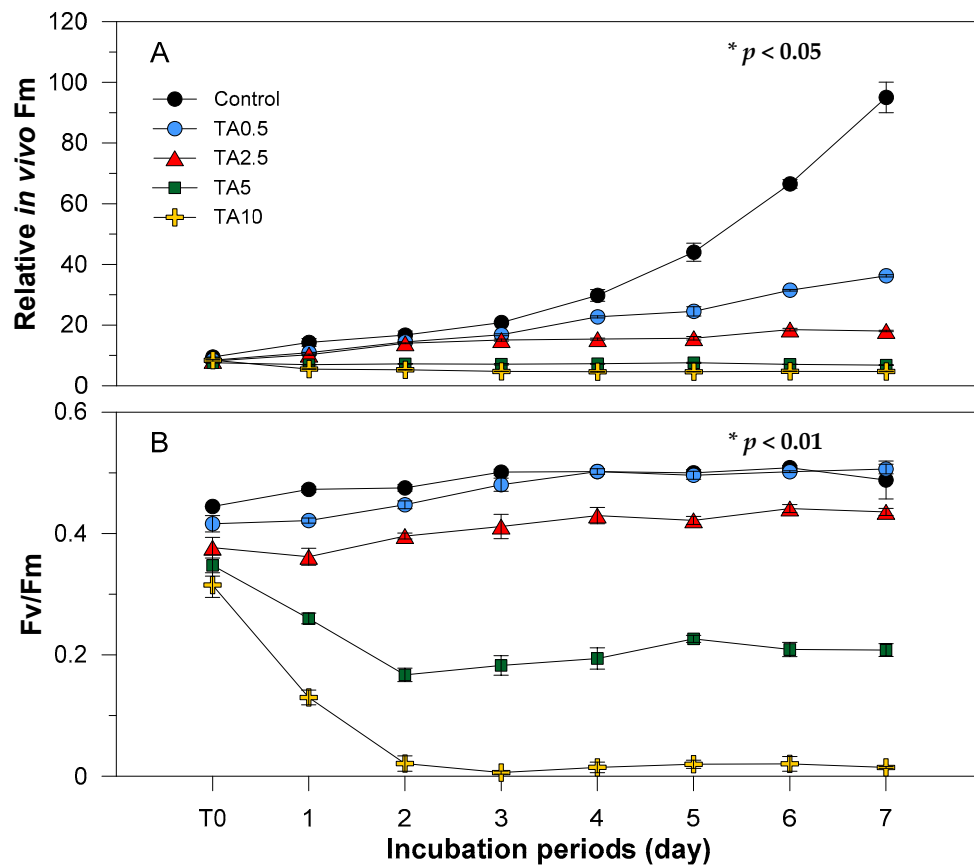 120
100
80
60
40
20
0
Relative in vivo Fm
A
* p < 0.05
Control
TA0.5
TA2.5
TA5
TA10
0.6
0.4
0.2
0
Fv/Fm
B
* p < 0.01
T0 1 2 3 4 5 6 7
Incubation periods (day)